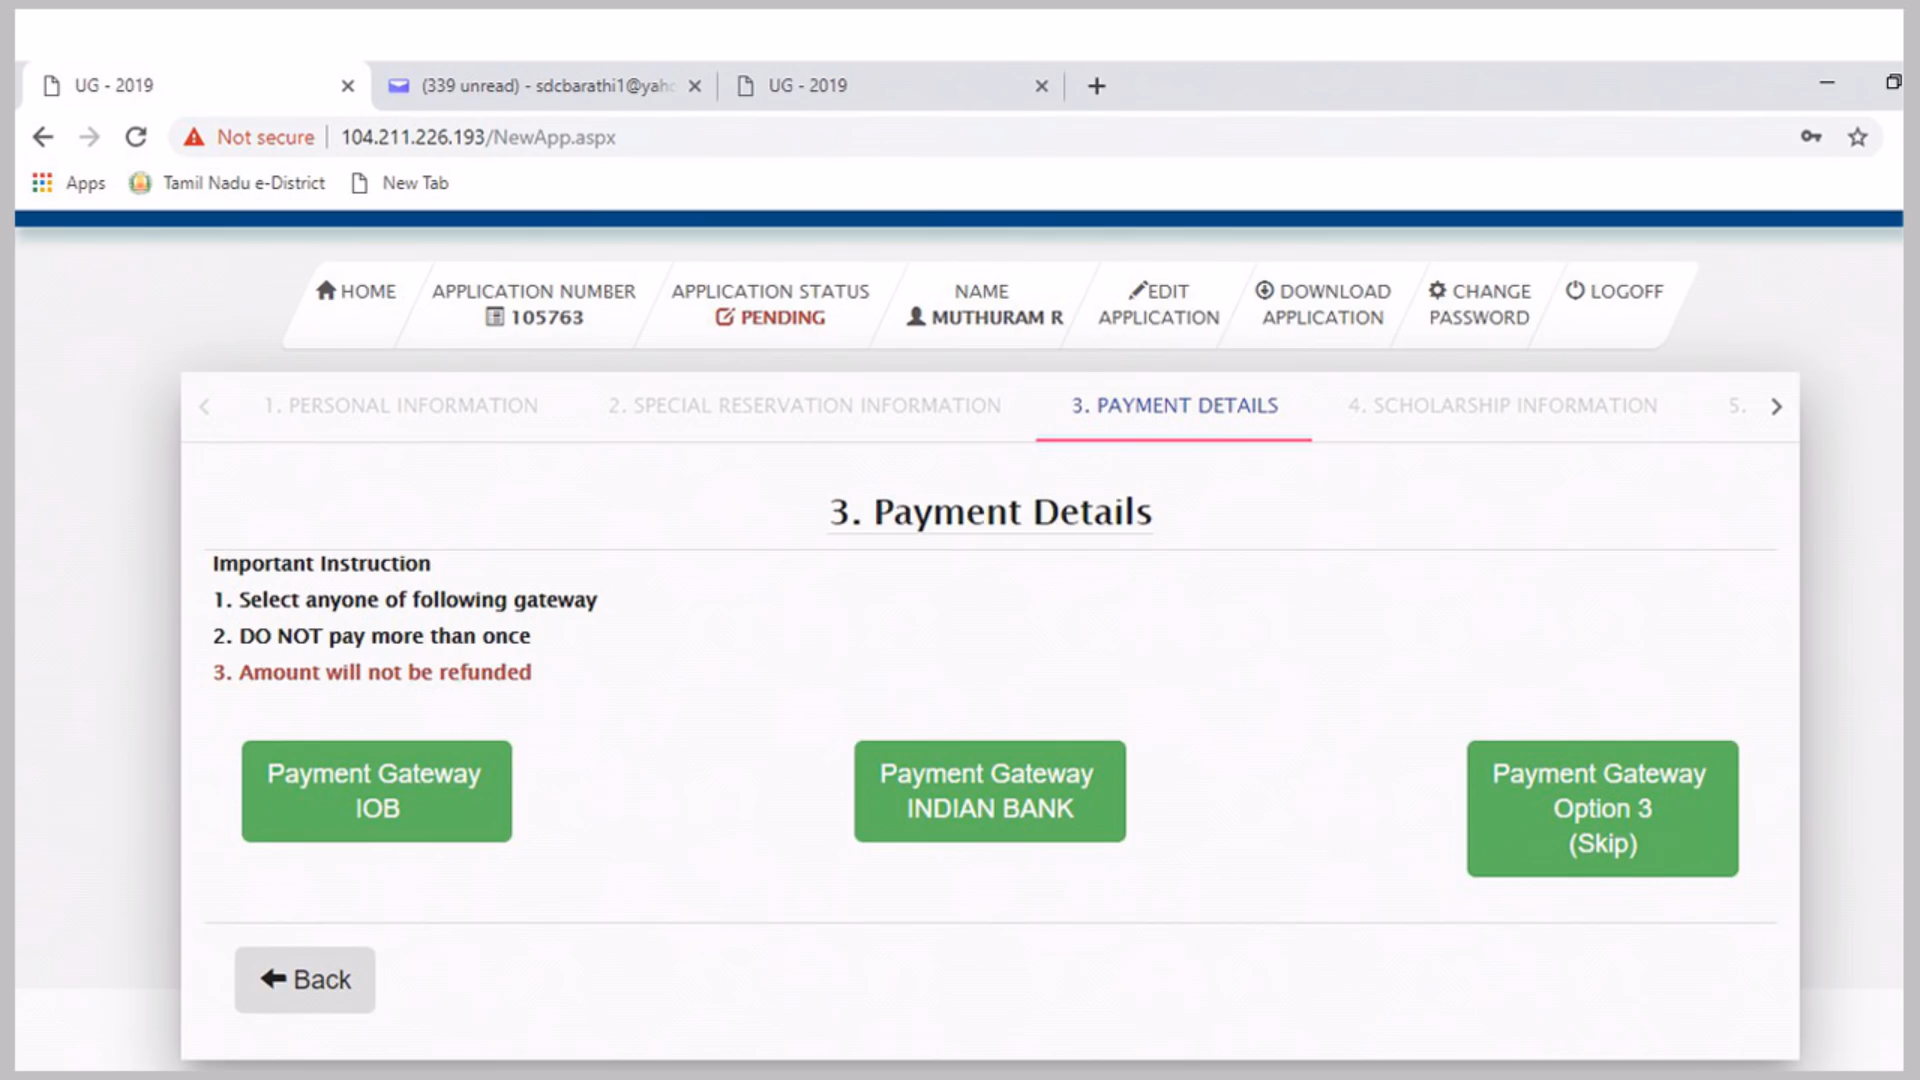 UG - 2019
(339 unread) - sdcbarathi1@yaho
UG - 2019
Not secure
104.211.226.193/NewApp.aspx
Apps
Tamil Nadu e-District
New Tab
HOME
APPLICATION NUMBER
105763
APPLICATION STATUS
PENDING
NAME
MUTHURAM R
EDIT
APPLICATION
DOWNLOAD
APPLICATION
CHANGE
PASSWORD
LOGOFF
1. PERSONAL INFORMATION
2. SPECIAL RESERVATION INFORMATION
3. PAYMENT DETAILS
4. SCHOLARSHIP INFORMATION
5.
3. Payment Details
Important Instruction
1. Select anyone of following gateway
2. DO NOT pay more than once
3. Amount will not be refunded
Payment Gateway
IOB
Payment Gateway
INDIAN BANK
Payment Gateway
Option 3
(Skip)
Back